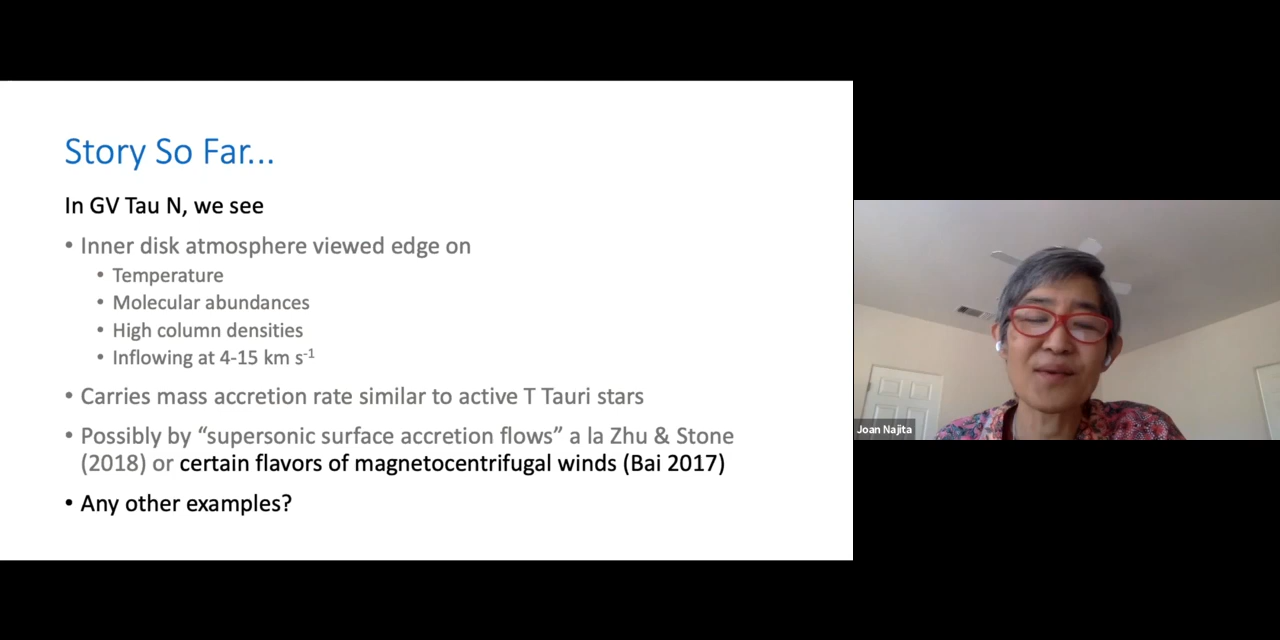 Story So Far...
In GV Tau N, we see
• Inner disk atmosphere viewed edge on
• Temperature
• Molecular abundances
• High column densities
• Inflowing at 4-15 km s⁻¹
• Carries mass accretion rate similar to active T Tauri stars
• Possibly by “supersonic surface accretion flows” a la Zhu & Stone
(2018) or certain flavors of magnetocentrifugal winds (Bai 2017)
• Any other examples?
Joan Najita